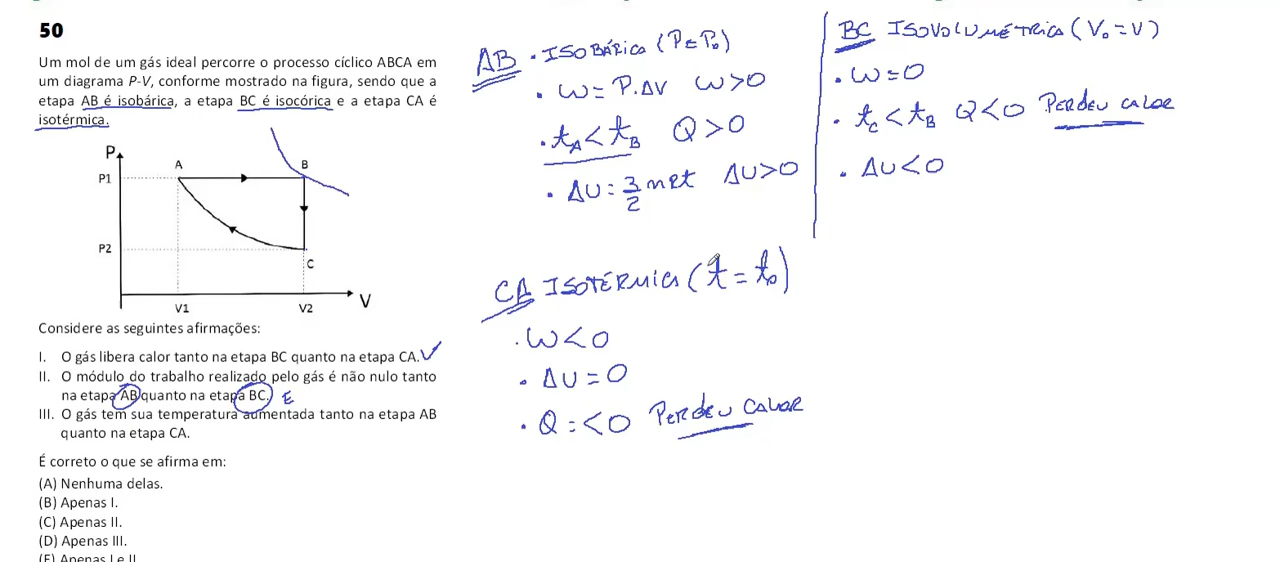 50
Um mol de um gás ideal percorre o processo cíclico ABCA em
um diagrama P-V, conforme mostrado na figura, sendo que a
etapa AB é isobárica, a etapa BC é isocórica e a etapa CA é
isotérmica.
P
A
B
P1
P2
C
V1
V2
V
Considere as seguintes afirmações:
I. O gás libera calor tanto na etapa BC quanto na etapa CA. V
II. O módulo do trabalho realizado pelo gás é não nulo tanto
na etapa AB quanto na etapa BC. E
III. O gás tem sua temperatura aumentada tanto na etapa AB
quanto na etapa CA.
É correto o que se afirma em:
(A) Nenhuma delas.
(B) Apenas I.
(C) Apenas II.
(D) Apenas III.
(E) Apenas I e II.
AB · ISOBÁRICA (P=P₀)
· W = P.ΔV W>0
· tA < tB Q>0
· ΔU = 3/2 nRt ΔU>0
BC ISOVOLUMÉTRICA (V₀=V)
· W=0
· tC < tB Q<0 PERDEU CALOR
· ΔU<0
CA ISOTÉRMICA (t=t₀)
· W<0
· ΔU=0
· Q=<0 PERDEU CALOR